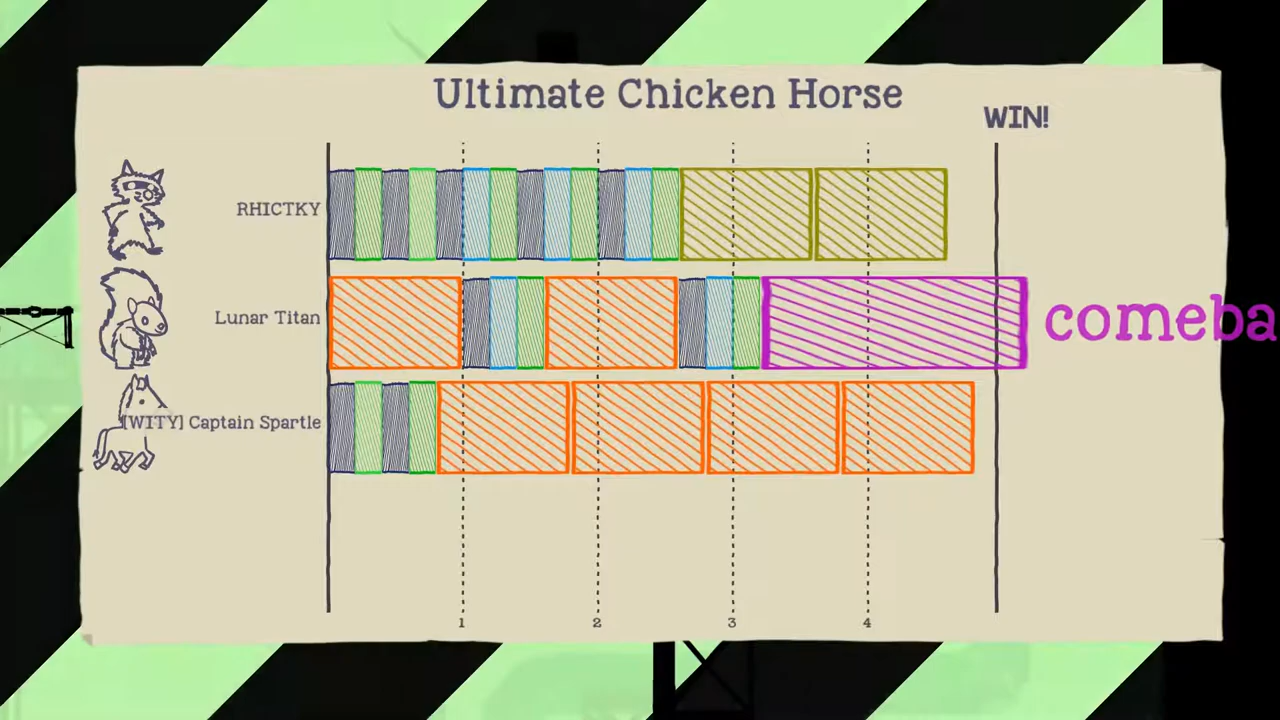 Ultimate Chicken Horse
WIN!
RHICTKY
Lunar Titan
comeba
[WITY] Captain Spartle
1 2 3 4